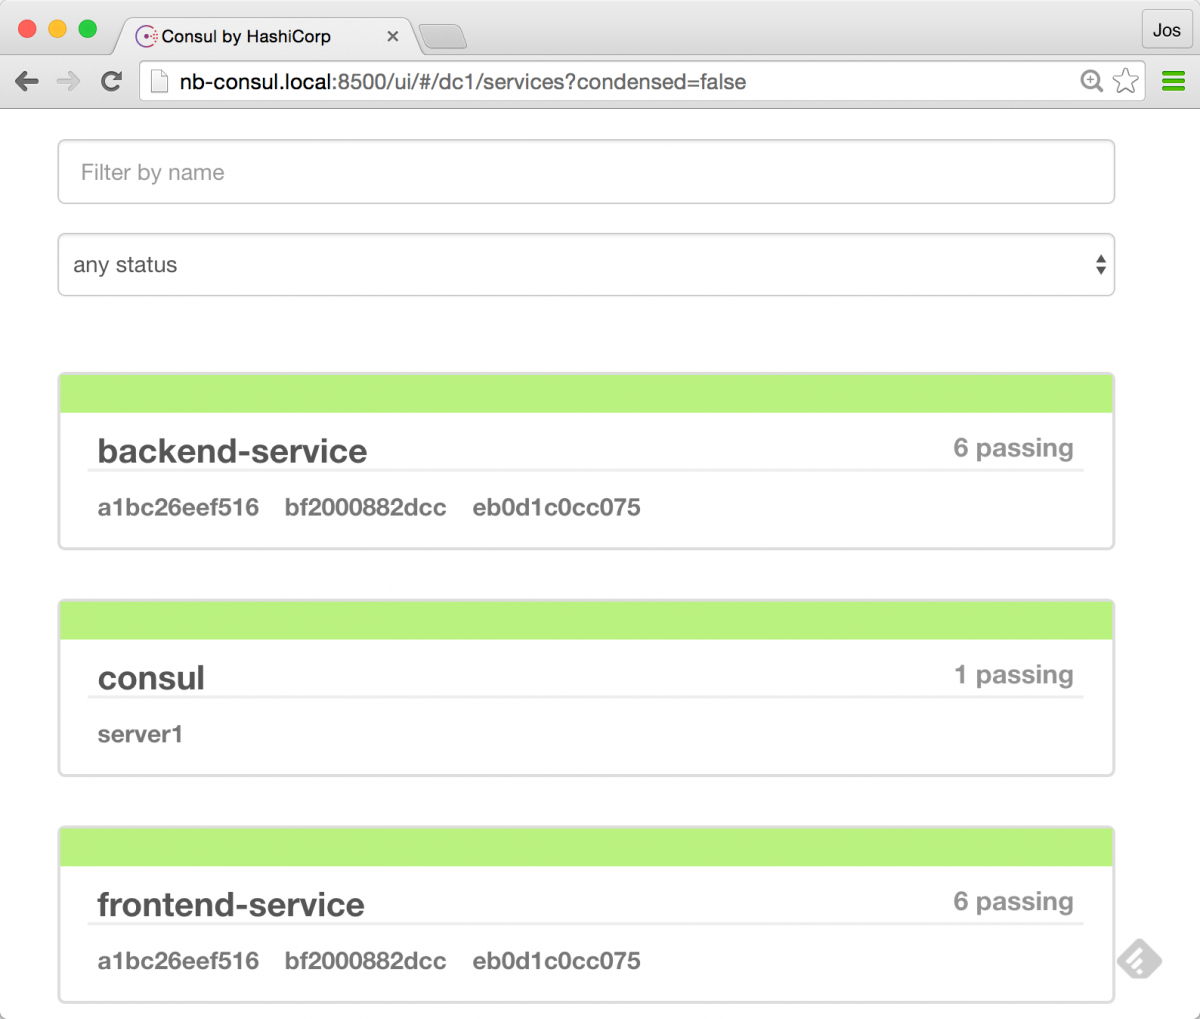 Consul by HashiCorp
Jos
nb-consul.local:8500/ui/#/dc1/services?condensed=false
Filter by name
any status
backend-service 6 passing
a1bc26eef516 bf2000882dcc eb0d1c0cc075
consul 1 passing
server1
frontend-service 6 passing
a1bc26eef516 bf2000882dcc eb0d1c0cc075